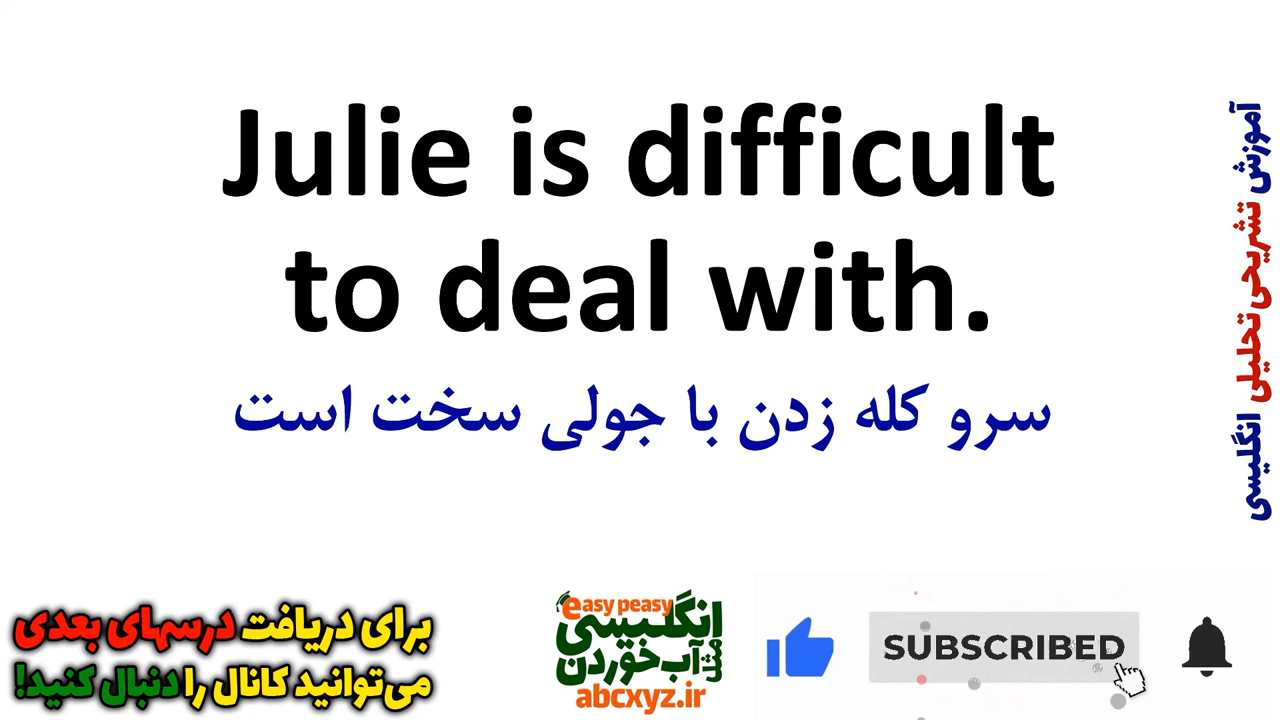 Julie is difficult
to deal with.
سرو کله زدن با جولی سخت است
آموزش تشریحی تحلیلی انگلیسی
برای دریافت درسهای بعدی
می‌توانید کانال را دنبال کنید!
easy peasy
انگلیسی
مثل آب خوردن
abcxyz.ir
SUBSCRIBED